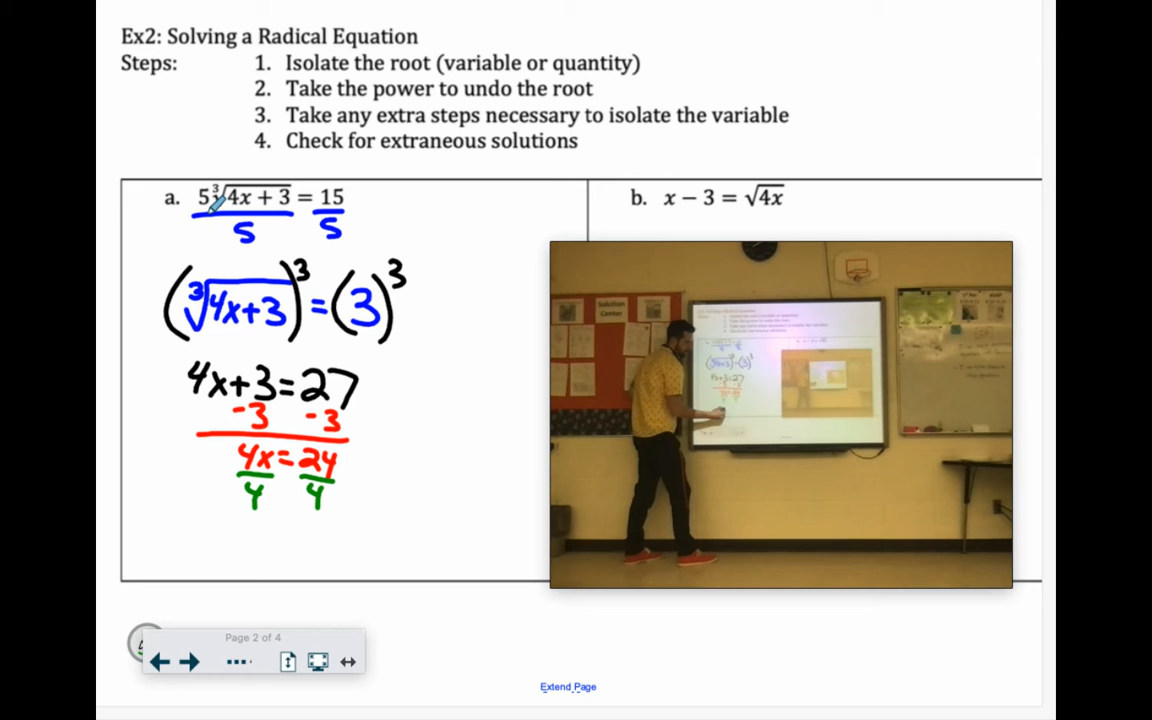 Ex2: Solving a Radical Equation
Steps: 1. Isolate the root (variable or quantity)
2. Take the power to undo the root
3. Take any extra steps necessary to isolate the variable
4. Check for extraneous solutions
a. 5∛4x + 3 = 15
5 5
(∛4x+3)³ = (3)³
4x+3=27
-3 -3
4x=24
4 4
b. x − 3 = √4x
Solution
Center
Page 2 of 4
Extend Page